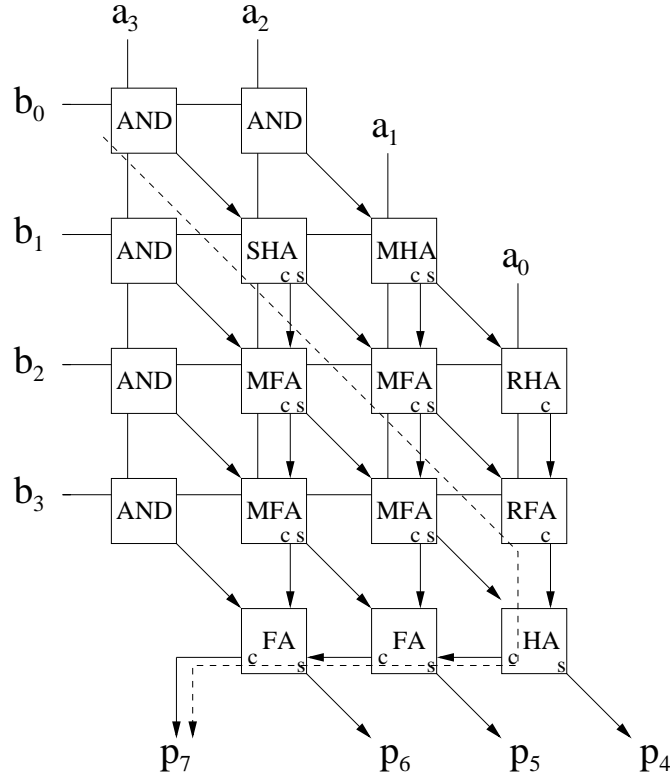 a3 a2
b0 AND AND a1
b1 AND SHA c s MHA c s a0
b2 AND MFA c s MFA c s RHA c
b3 AND MFA c s MFA c s RFA c
FA c s FA c s HA c s
p7 p6 p5 p4